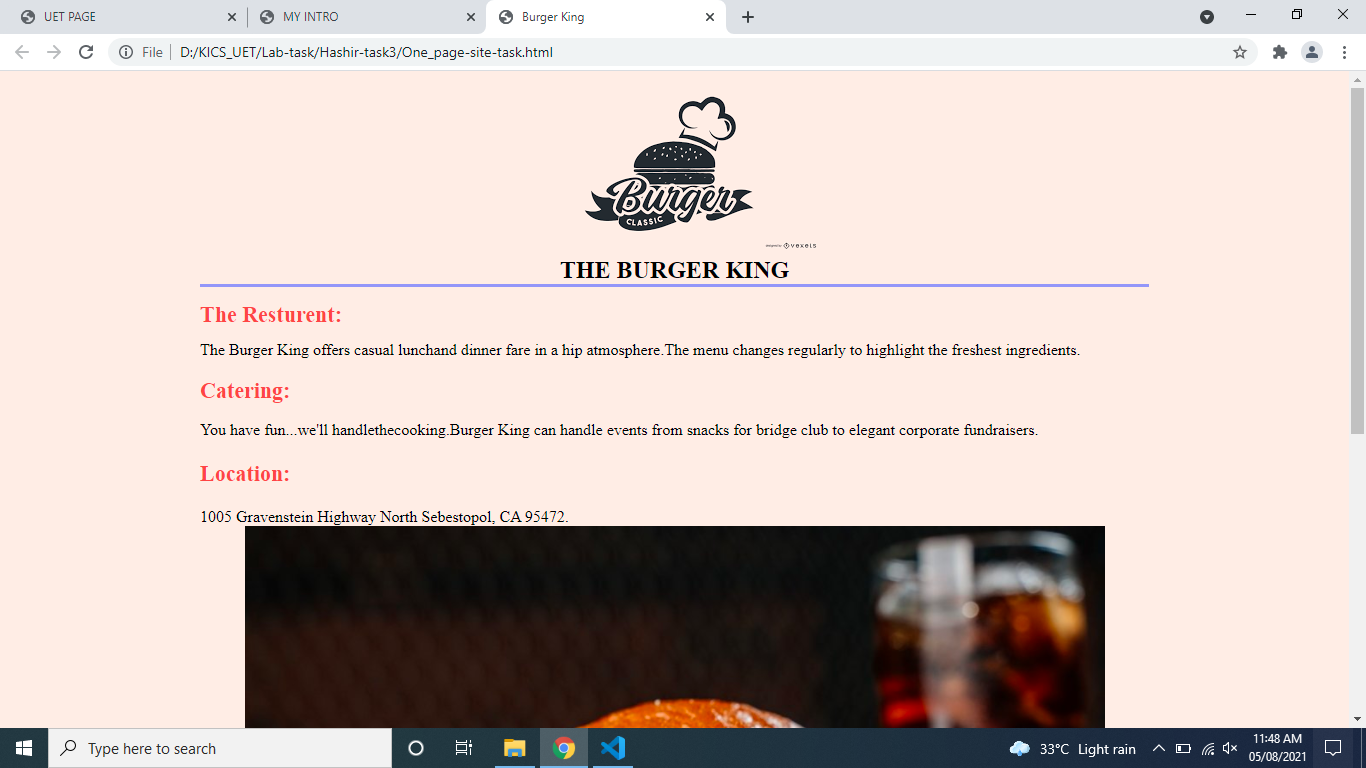 UET PAGE
MY INTRO
Burger King
File
D:/KICS_UET/Lab-task/Hashir-task3/One_page-site-task.html
Burger
CLASSIC
designed by vexels
THE BURGER KING
The Resturent:
The Burger King offers casual lunchand dinner fare in a hip atmosphere.The menu changes regularly to highlight the freshest ingredients.
Catering:
You have fun...we'll handlethecooking.Burger King can handle events from snacks for bridge club to elegant corporate fundraisers.
Location:
1005 Gravenstein Highway North Sebestopol, CA 95472.
Type here to search
33°C Light rain
11:48 AM
05/08/2021